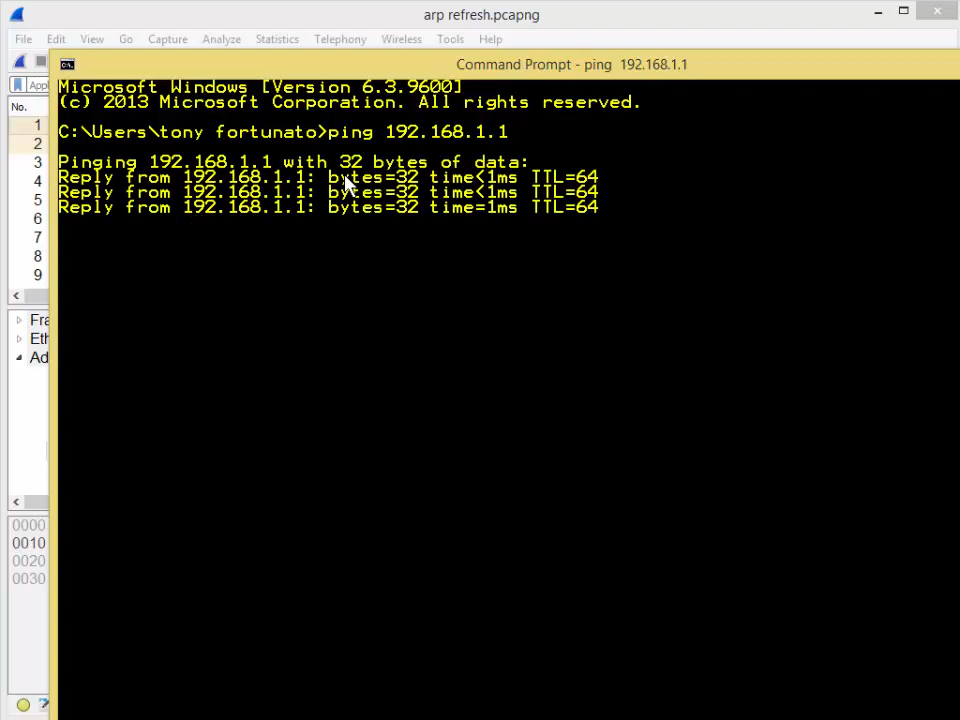 arp refresh.pcapng
File Edit View Go Capture Analyze Statistics Telephony Wireless Tools Help
Command Prompt - ping 192.168.1.1
Appl
No.
1
2
3
4
5
6
7
8
9
Microsoft Windows [Version 6.3.9600]
(c) 2013 Microsoft Corporation. All rights reserved.
C:\Users\tony fortunato>ping 192.168.1.1
Pinging 192.168.1.1 with 32 bytes of data:
Reply from 192.168.1.1: bytes=32 time<1ms TTL=64
Reply from 192.168.1.1: bytes=32 time<1ms TTL=64
Reply from 192.168.1.1: bytes=32 time=1ms TTL=64
Fra
Eth
Ad
0000
0010
0020
0030